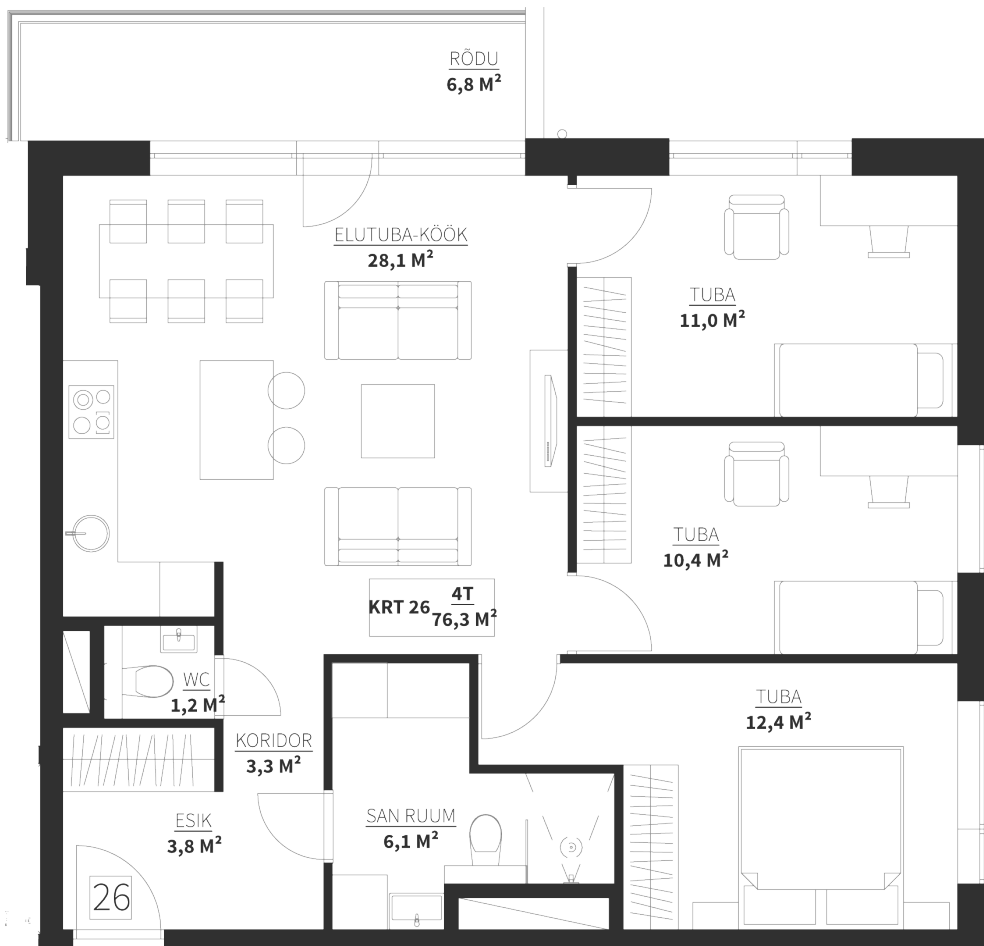 RÕDU
6,8 M²
ELUTUBA-KÖÖK
28,1 M²
TUBA
11,0 M²
TUBA
10,4 M²
KRT 26
4T
76,3 M²
WC
1,2 M²
TUBA
12,4 M²
KORIDOR
3,3 M²
SAN RUUM
6,1 M²
ESIK
3,8 M²
26